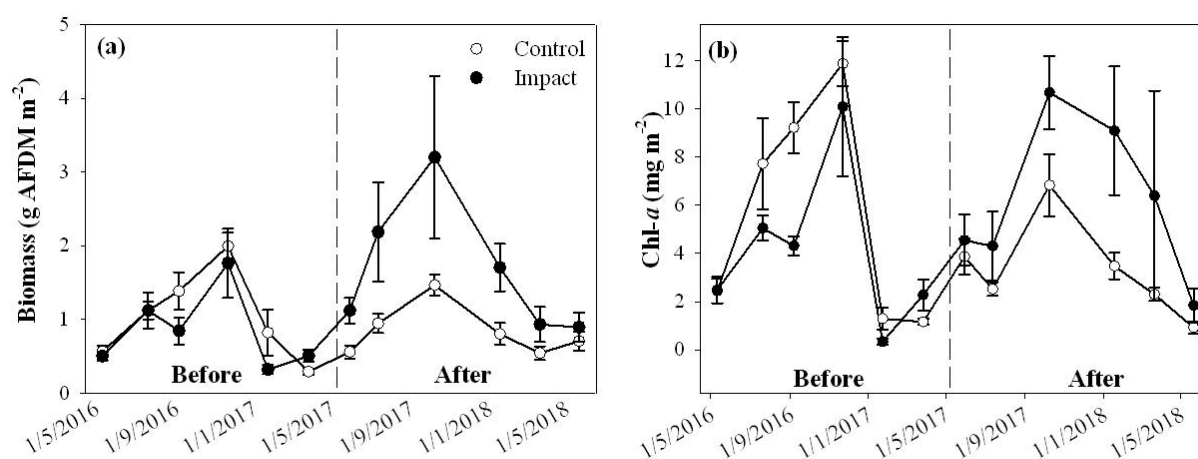 (a)
Control
Impact
Biomass (g AFDM m⁻²)
5
4
3
2
1
0
Before
After
1/5/2016
1/9/2016
1/1/2017
1/5/2017
1/9/2017
1/1/2018
1/5/2018
(b)
Chl-a (mg m⁻²)
12
10
8
6
4
2
0
Before
After
1/5/2016
1/9/2016
1/1/2017
1/5/2017
1/9/2017
1/1/2018
1/5/2018